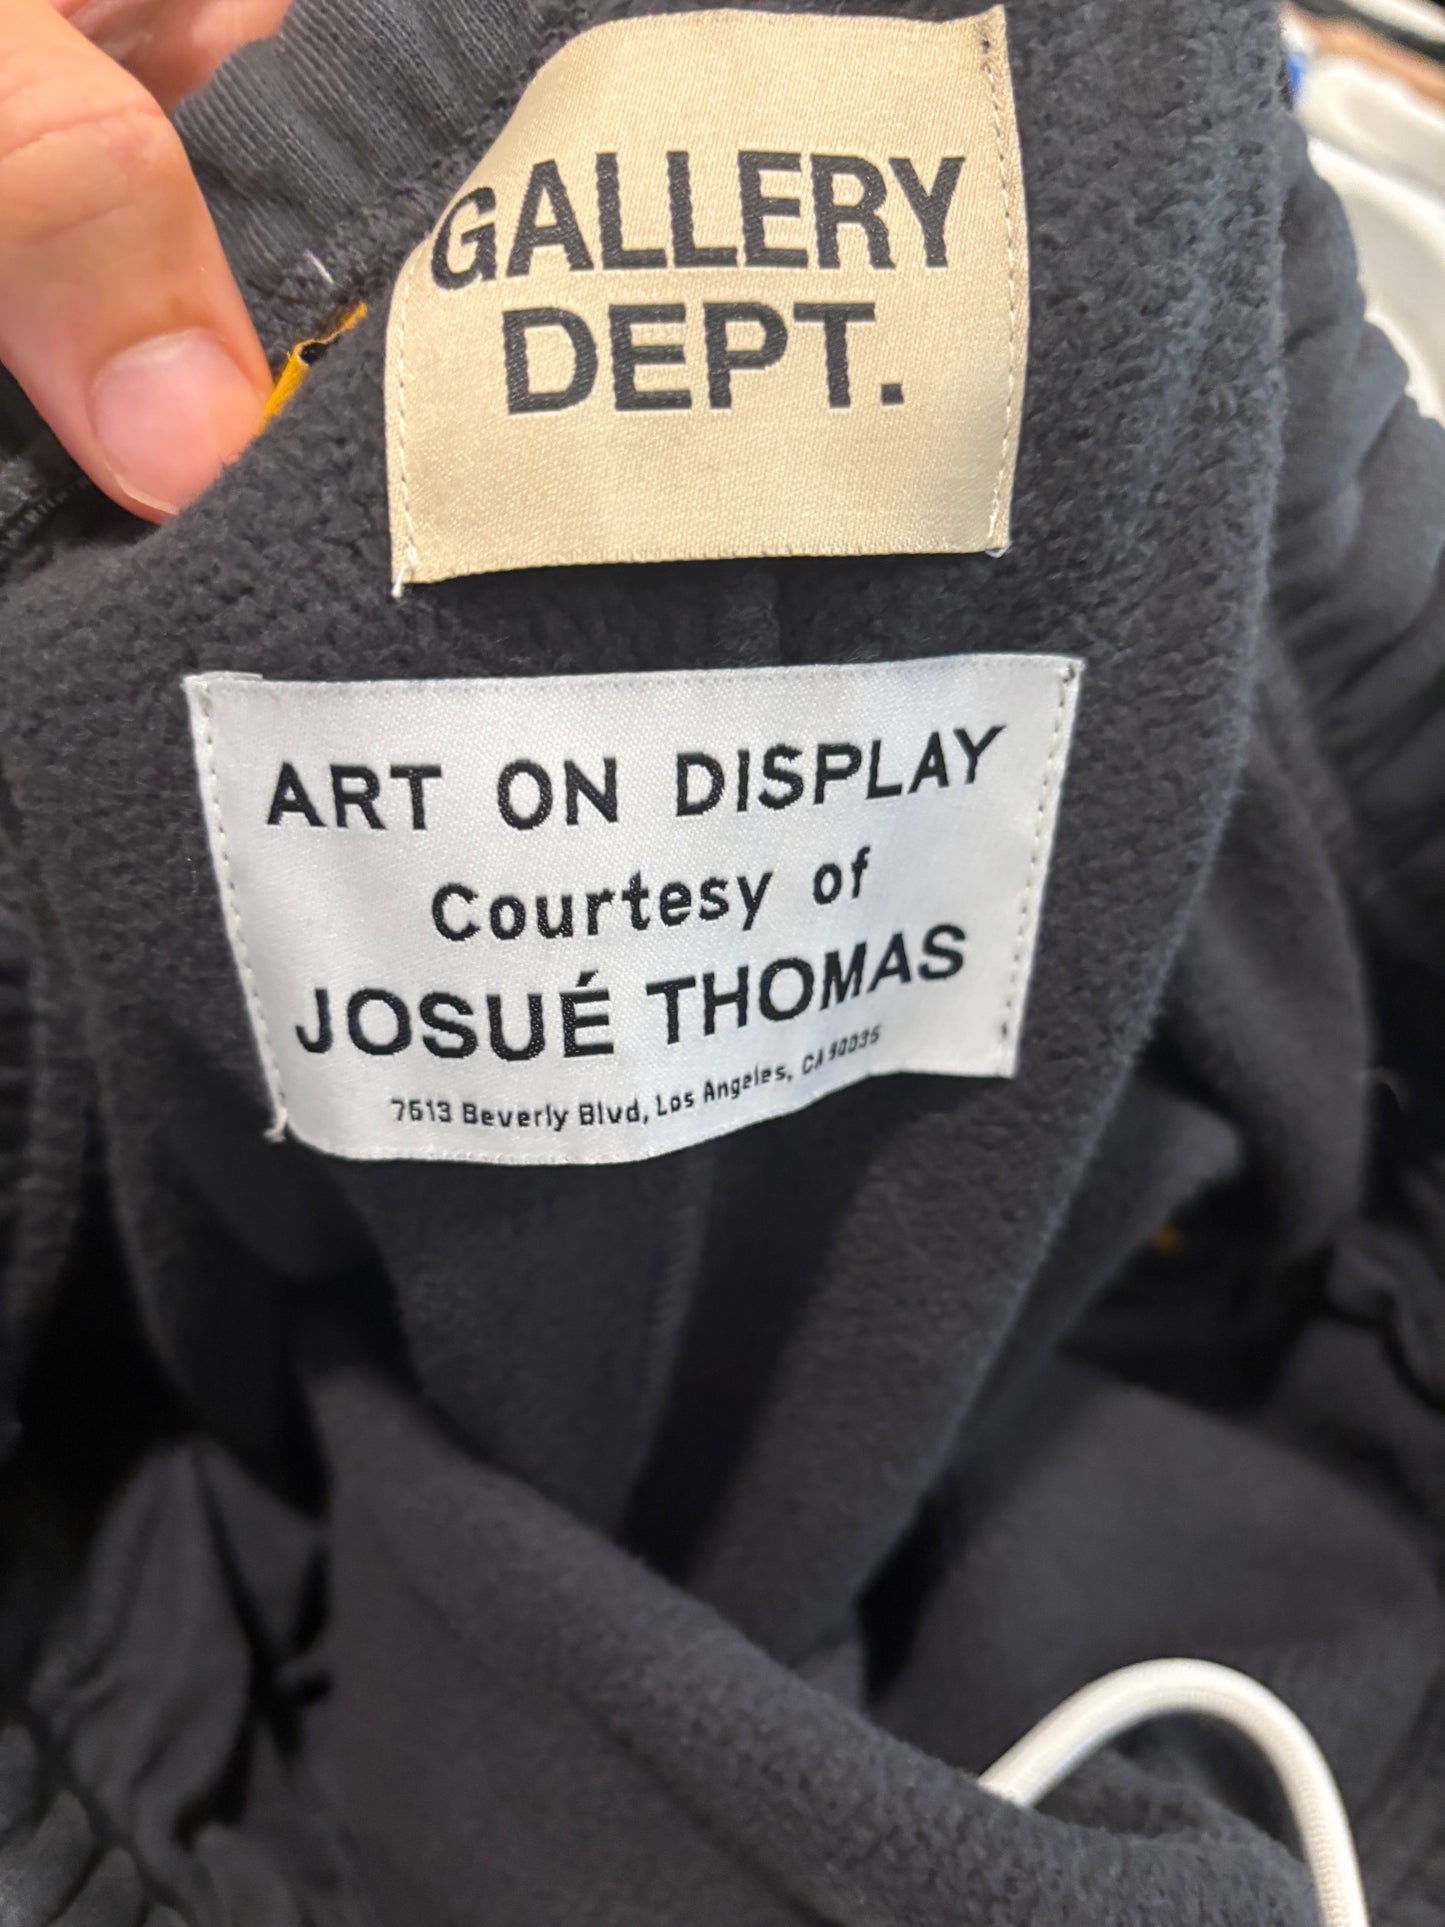 GALLERY
DEPT.
ART ON DISPLAY
Courtesy of
JOSUÉ THOMAS
7613 Beverly Blvd, Los Angeles, CA 90036